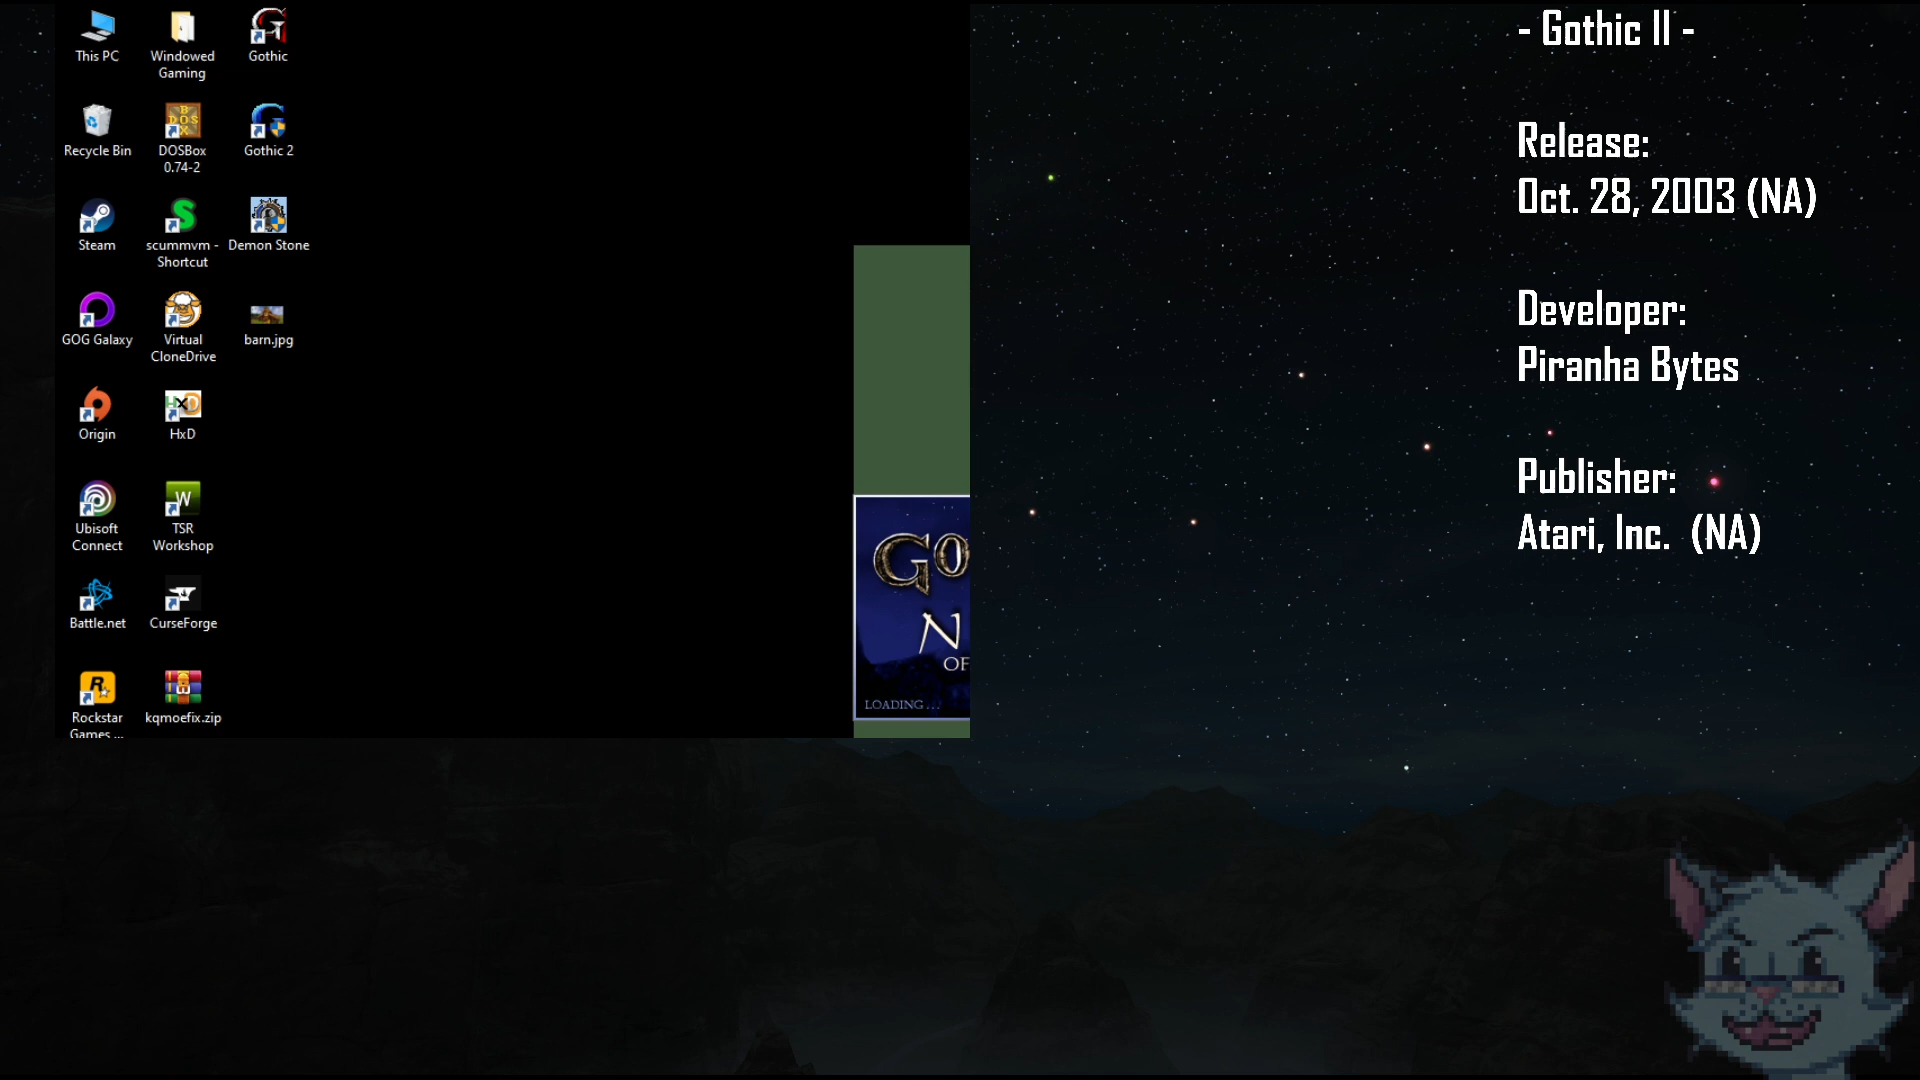 This PC
Windowed
Gaming
Gothic
Recycle Bin
DOSBox
0.74-2
Gothic 2
Steam
scummvm -
Shortcut
Demon Stone
GOG Galaxy
Virtual
CloneDrive
barn.jpg
Origin
HxD
Ubisoft
Connect
TSR
Workshop
Battle.net
CurseForge
Rockstar
Games ...
kqmoefix.zip
GO
N
OF
LOADING ...
- Gothic II -
Release:
Oct. 28, 2003 (NA)
Developer:
Piranha Bytes
Publisher:
Atari, Inc. (NA)